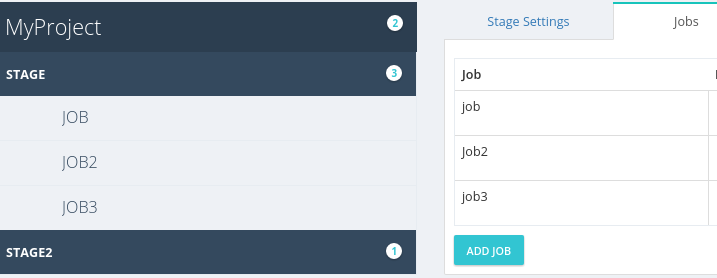 MyProject 2
STAGE 3
JOB
JOB2
JOB3
STAGE2 1
Stage Settings Jobs
Job
job
Job2
job3
ADD JOB